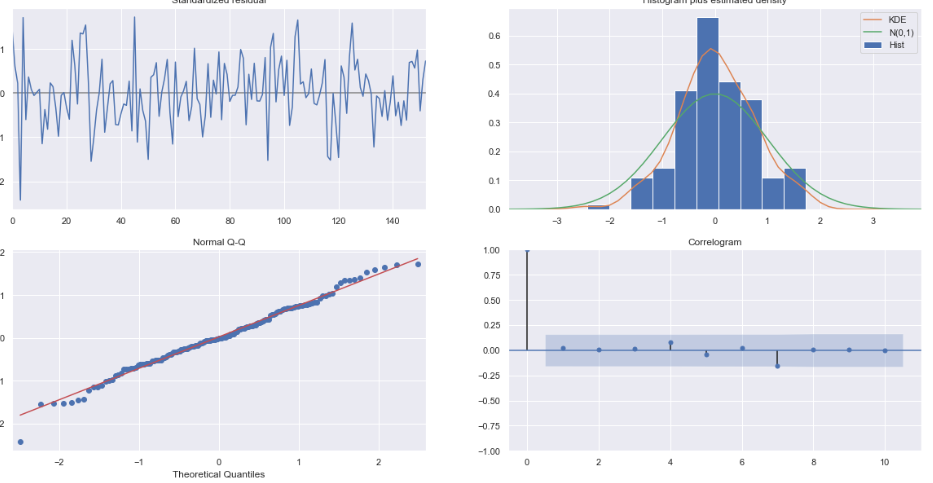 Standardized residual
1
0
1
2
0 20 40 60 80 100 120 140
Histogram plus estimated density
KDE
N(0,1)
Hist
0.6
0.5
0.4
0.3
0.2
0.1
0.0
−3 −2 −1 0 1 2 3
Normal Q-Q
2
1
0
1
2
−2 −1 0 1 2
Theoretical Quantiles
Correlogram
1.00
0.75
0.50
0.25
0.00
−0.25
−0.50
−0.75
−1.00
0 2 4 6 8 10